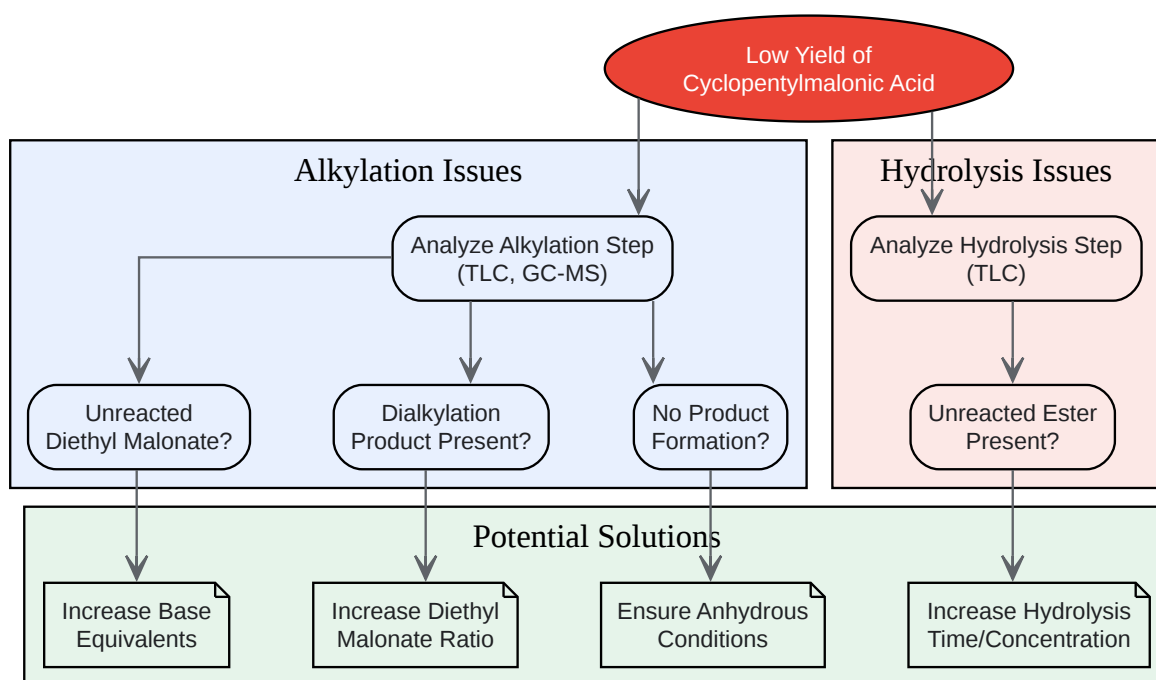 Low Yield of
Cyclopentylmalonic Acid
Alkylation Issues
Hydrolysis Issues
Analyze Alkylation Step
(TLC, GC-MS)
Analyze Hydrolysis Step
(TLC)
Unreacted
Diethyl Malonate?
Dialkylation
Product Present?
No Product
Formation?
Unreacted Ester
Present?
Potential Solutions
Increase Base
Equivalents
Increase Diethyl
Malonate Ratio
Ensure Anhydrous
Conditions
Increase Hydrolysis
Time/Concentration